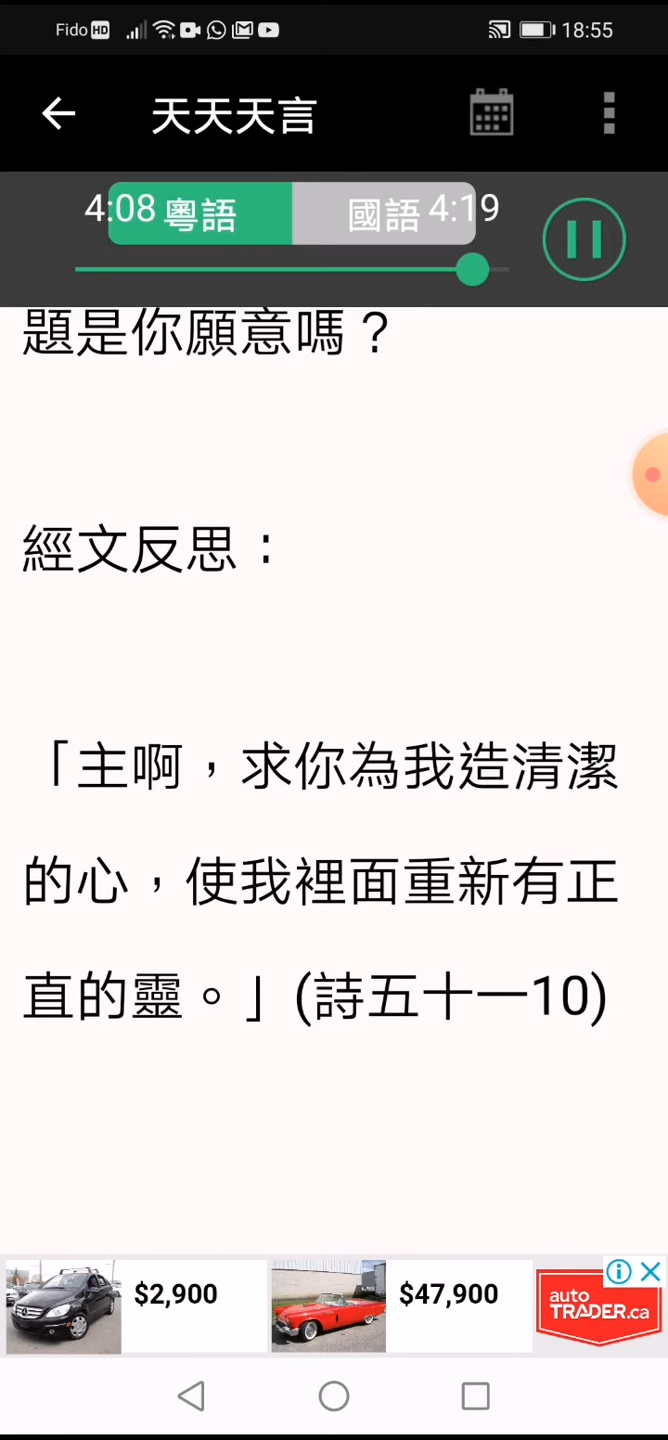 Fido HD 18:55
天天天言
4:08 粵語 國語 4:19
題是你願意嗎？
經文反思：
「主啊，求你為我造清潔
的心，使我裡面重新有正
直的靈。」(詩五十一10)
$2,900 $47,900 auto
TRADER.ca